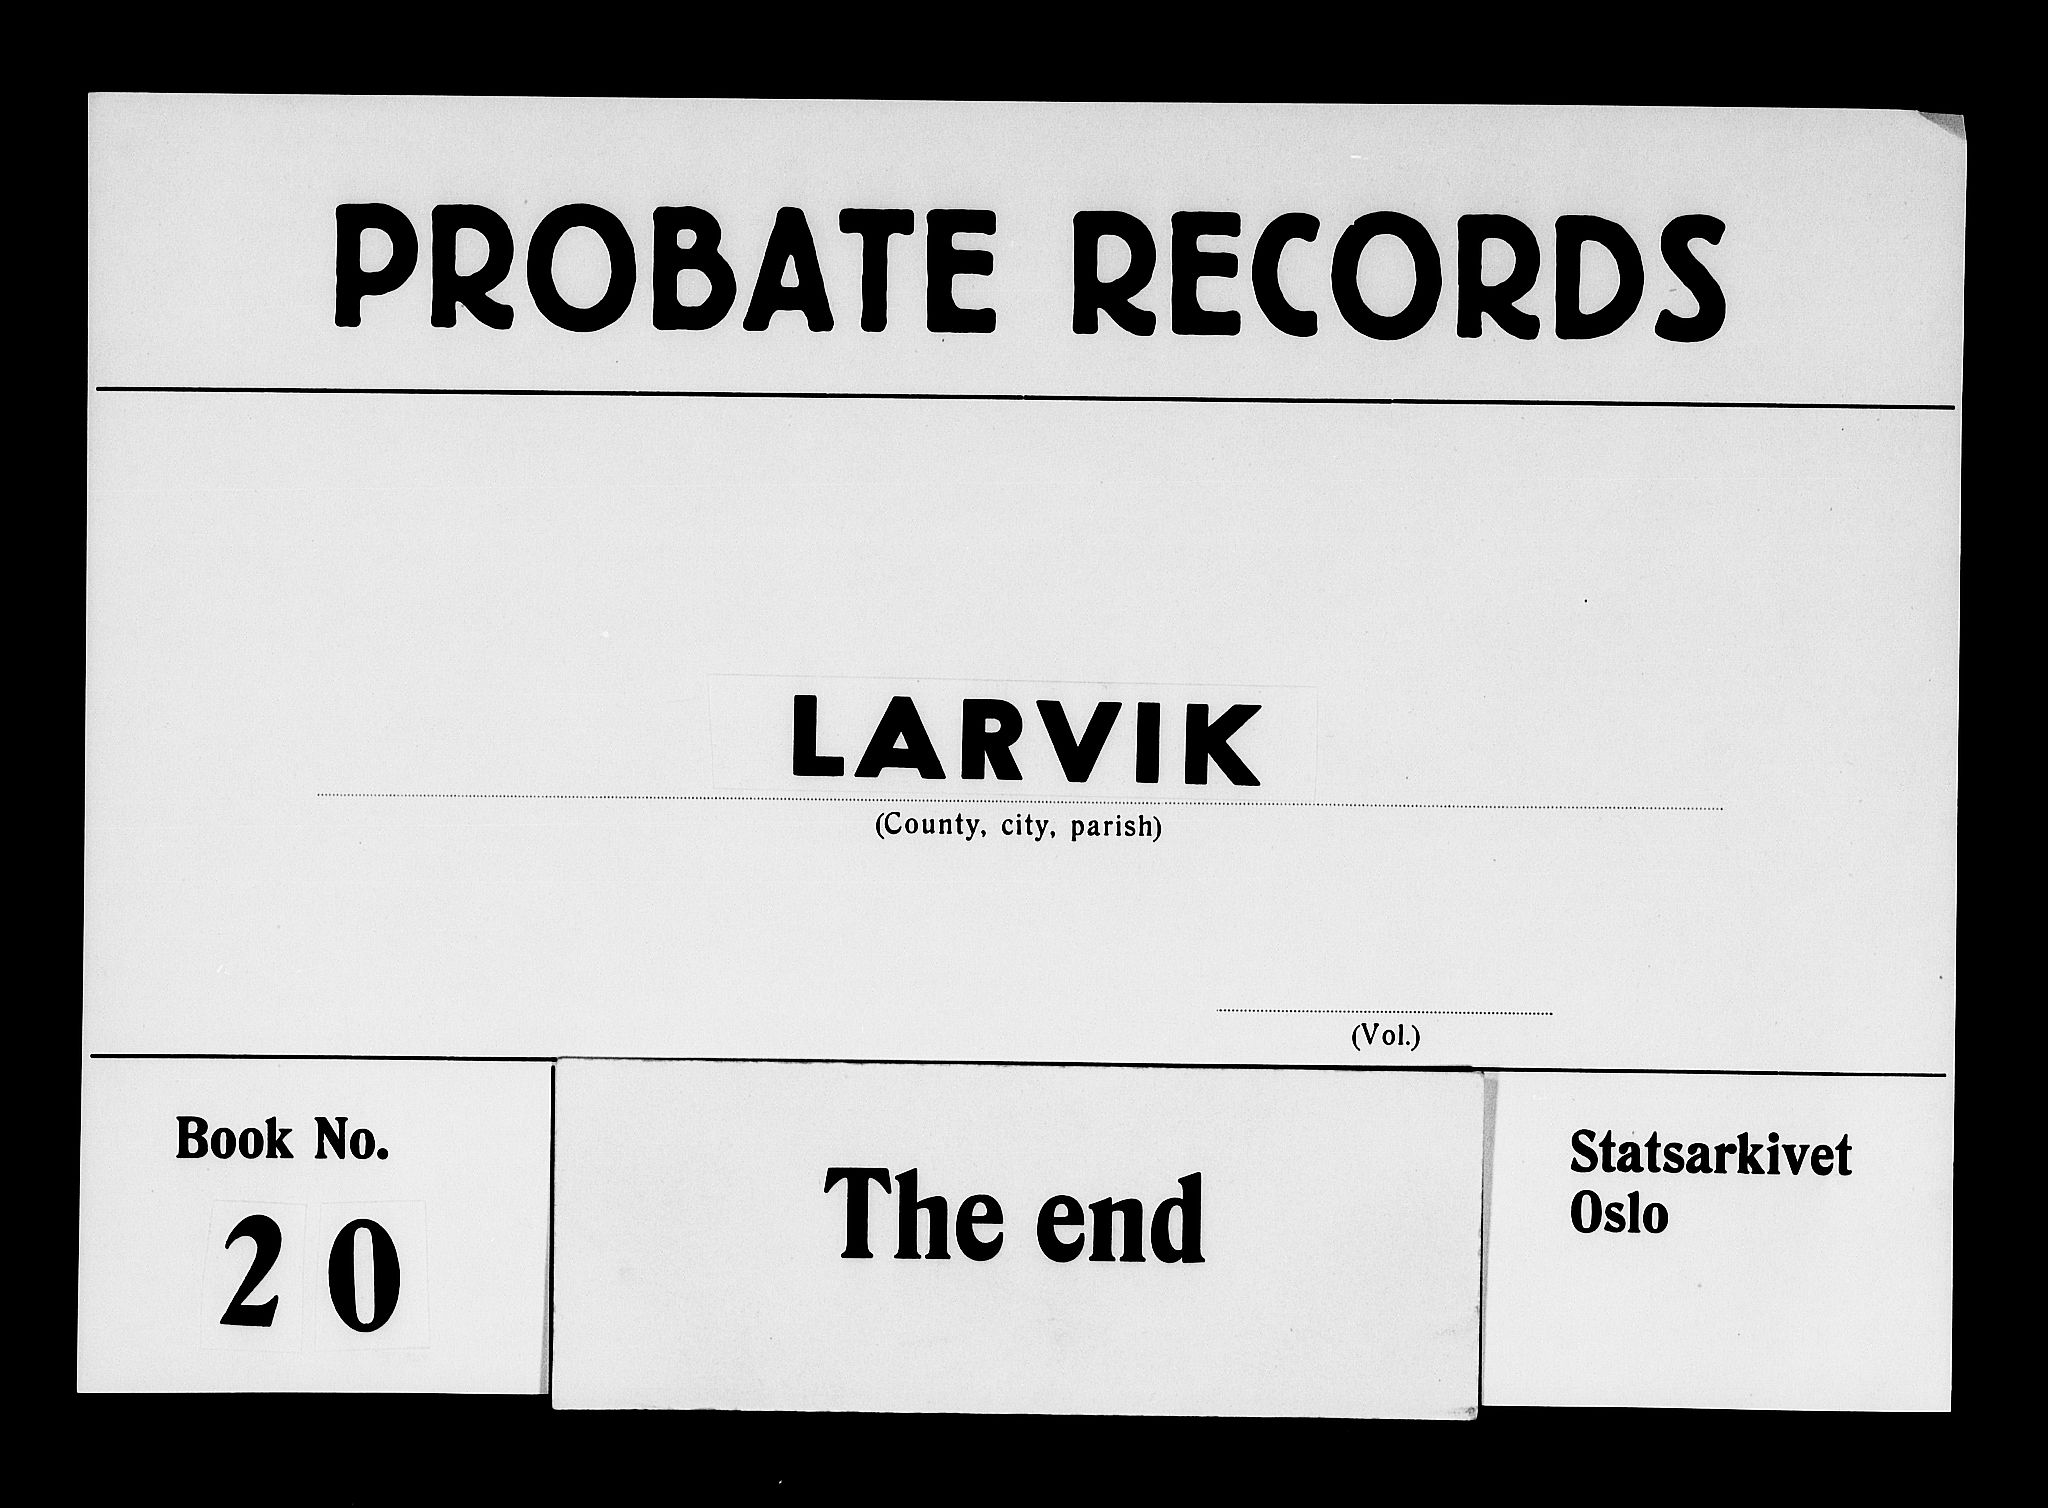 PROBATE RECORDS
LARVIK
(County, city, parish)
(Vol.)
Book No.
20
The end
Statsarkivet
Oslo